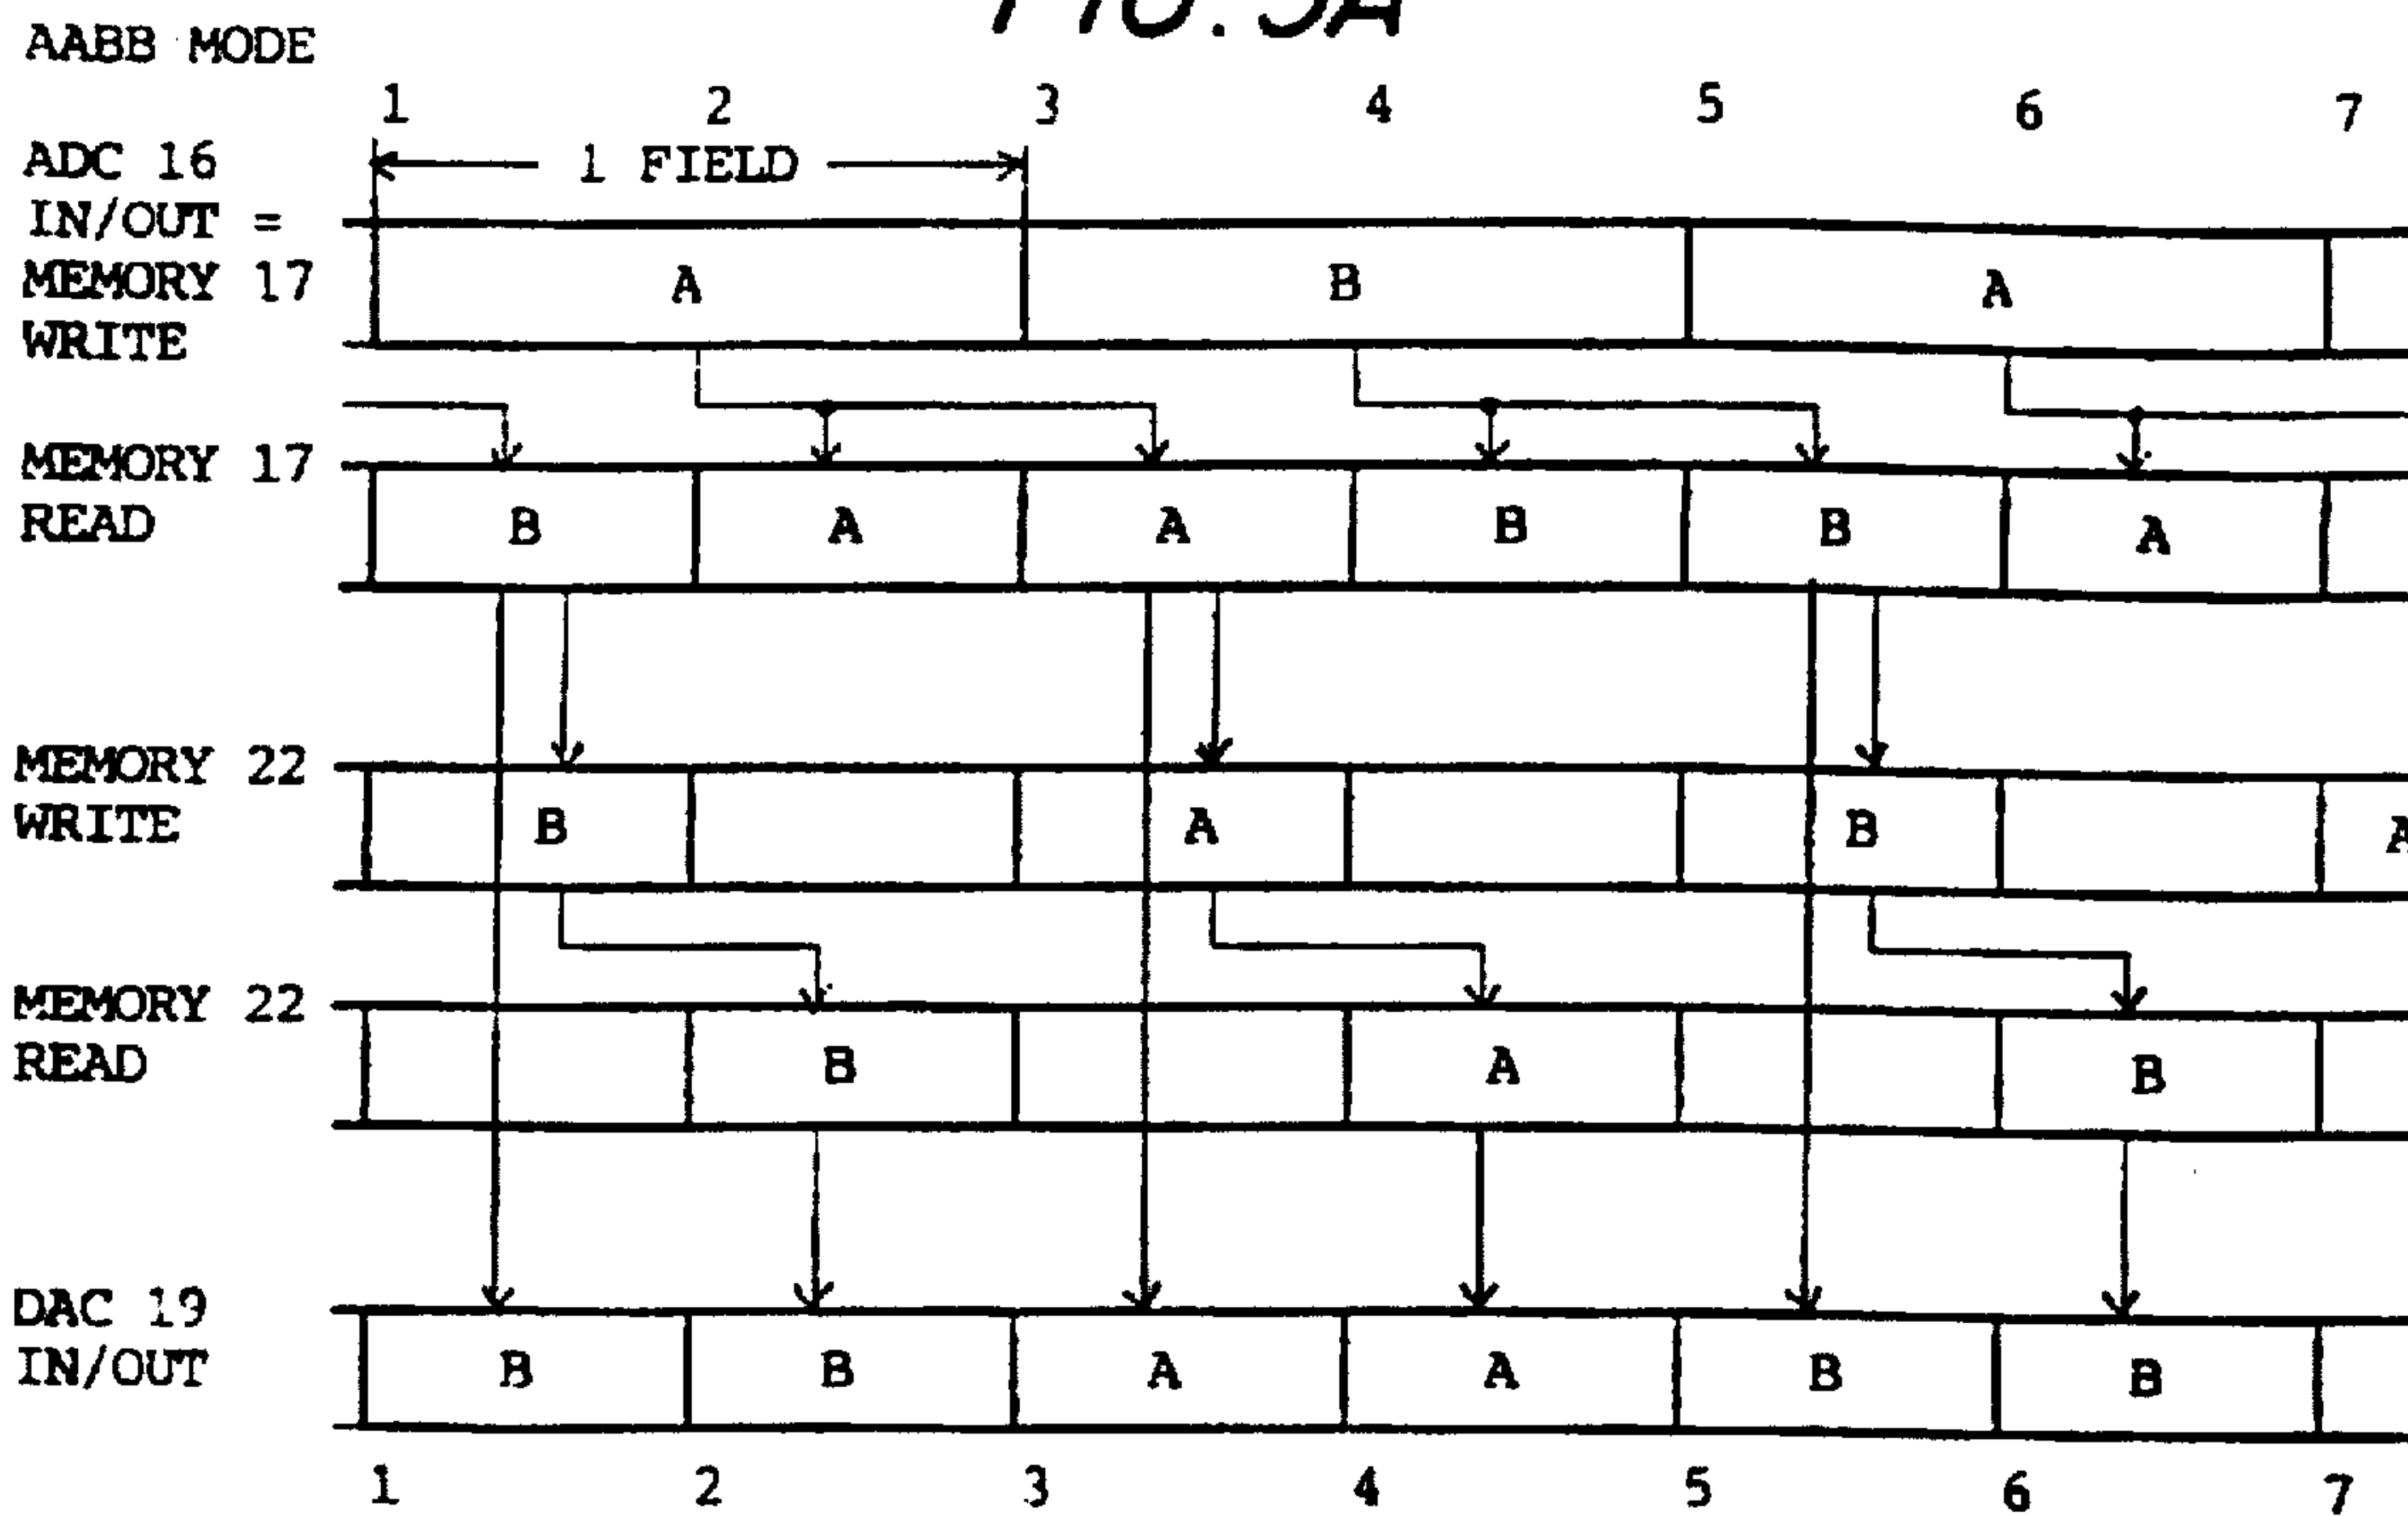 FIG. 5A
AABB MODE
1 2 3 4 5 6 7
ADC 16
IN/OUT =
MEMORY 17
WRITE
1 FIELD
A B A
MEMORY 17
READ
B A A B B A
MEMORY 22
WRITE
B A B A
MEMORY 22
READ
B A B
DAC 19
IN/OUT
B B A A B B
1 2 3 4 5 6 7